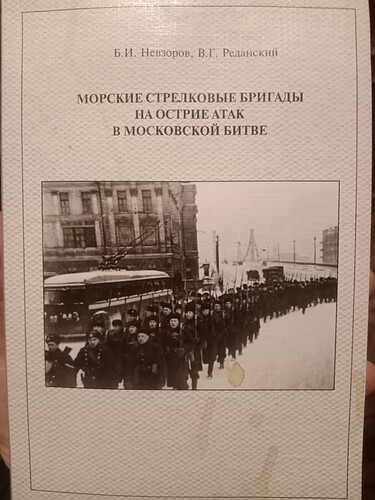 Б.И. Невзоров, В.Г. Реданский
МОРСКИЕ СТРЕЛКОВЫЕ БРИГАДЫ
НА ОСТРИЕ АТАК
В МОСКОВСКОЙ БИТВЕ